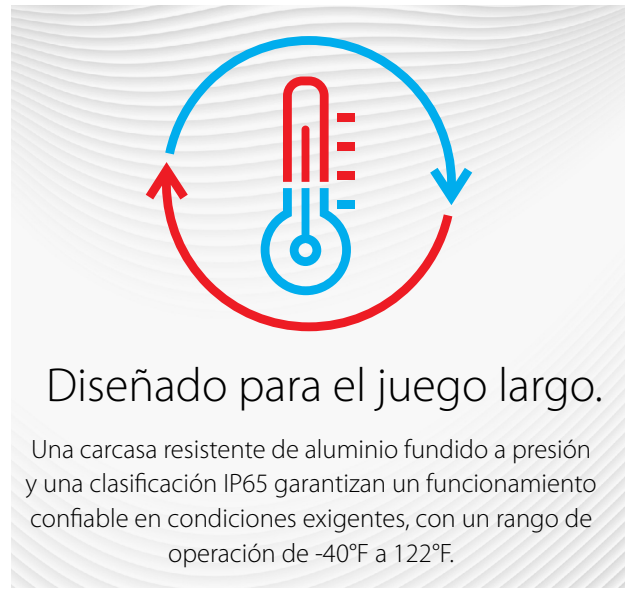 Diseñado para el juego largo.
Una carcasa resistente de aluminio fundido a presión
y una clasificación IP65 garantizan un funcionamiento
confiable en condiciones exigentes, con un rango de
operación de -40°F a 122°F.